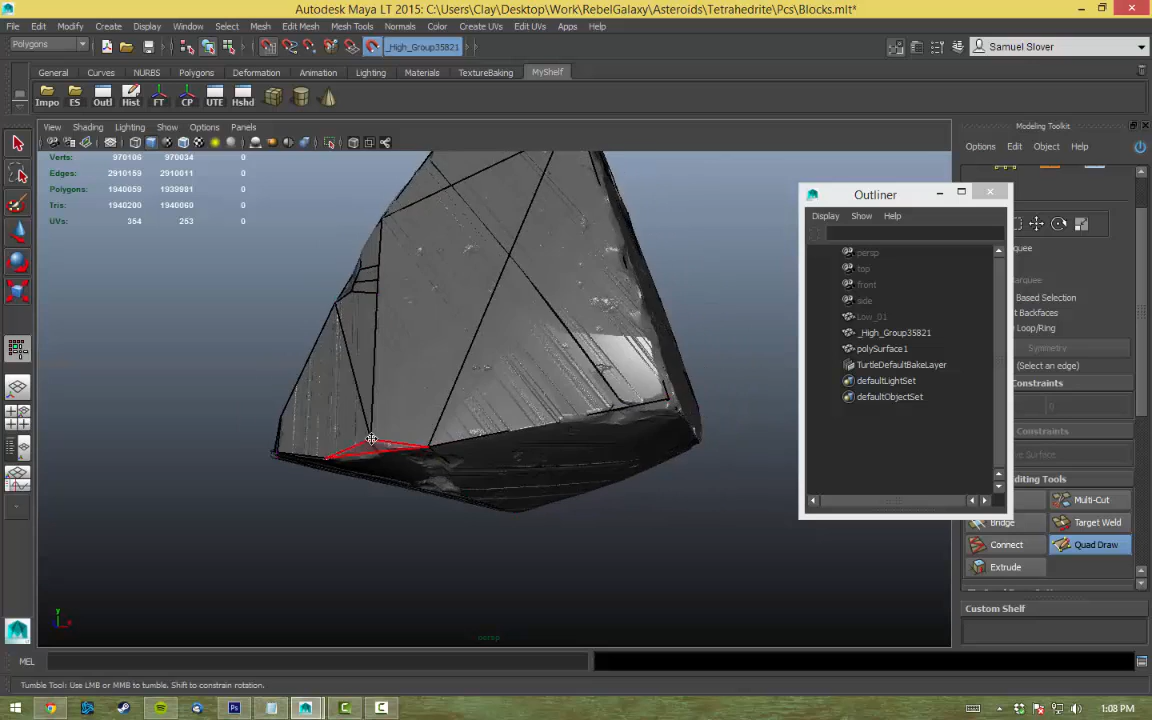 Autodesk Maya LT 2015: C:\Users\Clay\Desktop\Work\RebelGalaxy\Asteroids\Tetrahedrite\Pcs\Blocks.mlt*
File Edit Modify Create Display Window Select Mesh Edit Mesh Mesh Tools Normals Color Create UVs Edit UVs Apps Help
Polygons _High_Group35821 Samuel Slover
General Curves NURBS Polygons Deformation Animation Lighting Materials TextureBaking MyShelf
Impo ES Outl Hist FT CP UTE Hshd
View Shading Lighting Show Options Panels
Modeling Toolkit
Options Edit Object Help
Verts: 970106 970034 0
Edges: 2910159 2910011 0
Polygons: 1940059 1939981 0
Tris: 1940200 1940060 0
UVs: 354 253 0
Outliner
Display Show Help
persp
top
front
side
Low_01
_High_Group35821
polySurface1
TurtleDefaultBakeLayer
defaultLightSet
defaultObjectSet
Based Selection
Backfaces
Loop/Ring
Symmetry
(Select an edge)
Constraints
0
Constraints
Surface
Editing Tools
Multi-Cut
Bridge Target Weld
Connect Quad Draw
Extrude
Custom Shelf
y
x
persp
MEL
Tumble Tool: Use LMB or MMB to tumble. Shift to constrain rotation.
Ps
1:08 PM